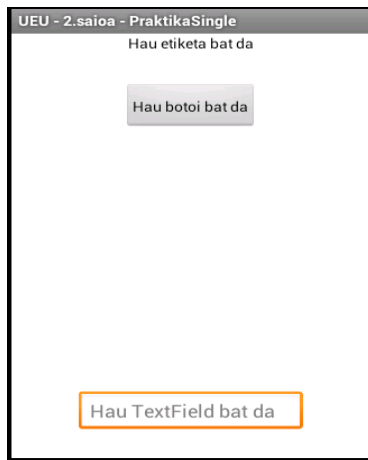 UEU - 2.saioa - PraktikaSingle
Hau etiketa bat da
Hau botoi bat da
Hau TextField bat da